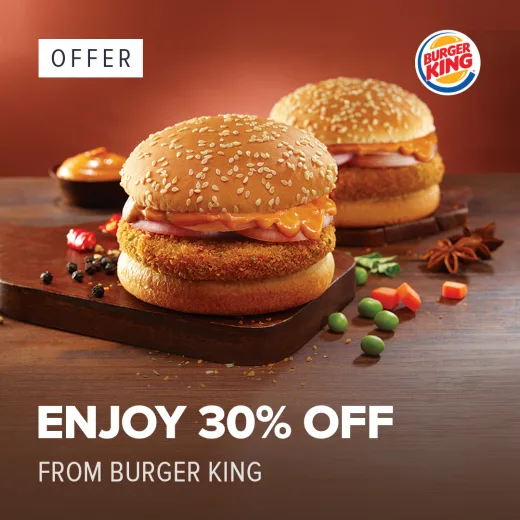 OFFER
BURGER
KING
ENJOY 30% OFF
FROM BURGER KING